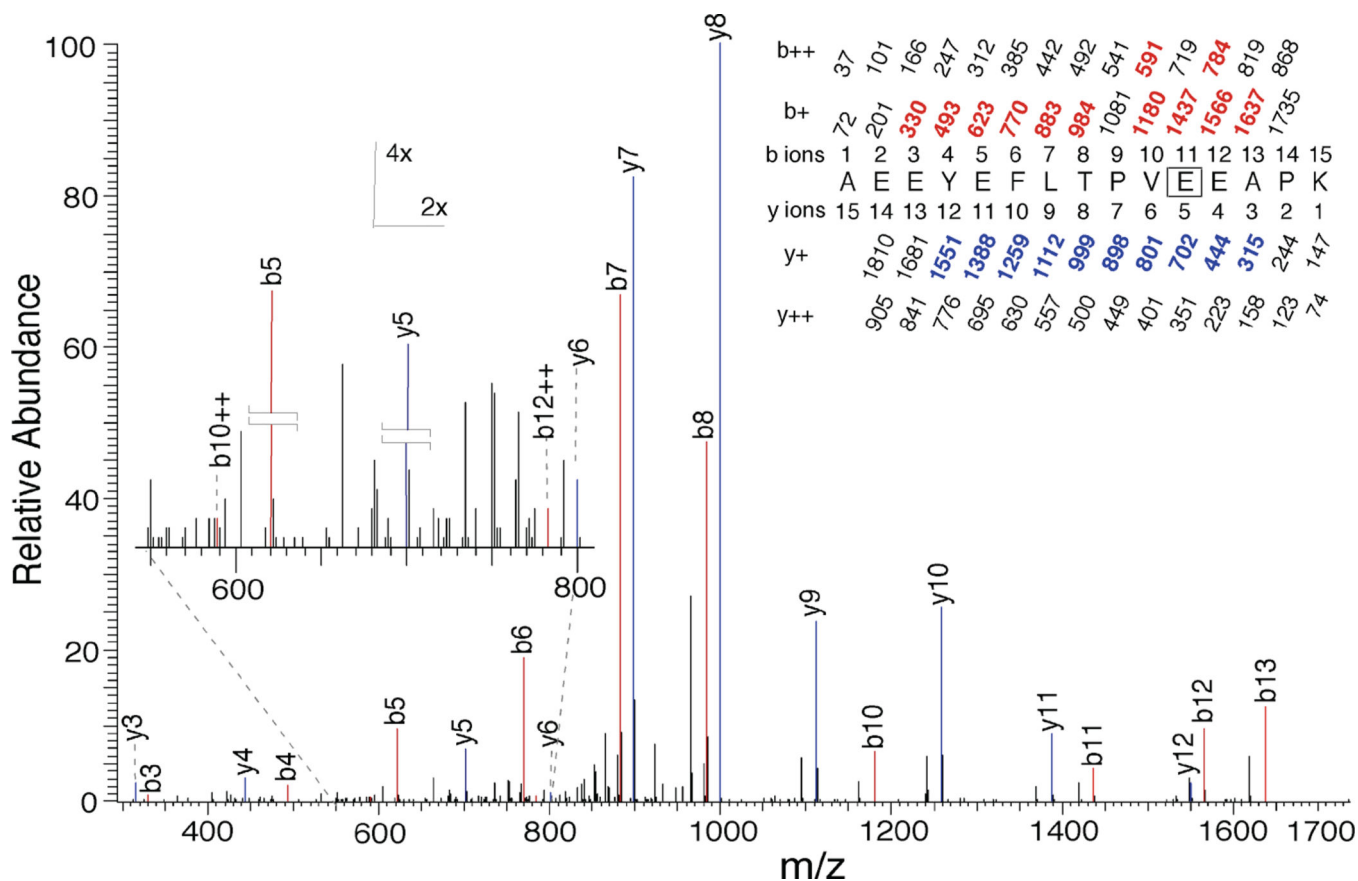 b++ 37 101 166 247 312 385 442 492 541 591 719 784 819 868
b+ 72 201 330 493 623 770 883 984 1081 1180 1437 1566 1637 1735
b ions 1 2 3 4 5 6 7 8 9 10 11 12 13 14 15
A E E Y E F L T P V E E A P K
y ions 15 14 13 12 11 10 9 8 7 6 5 4 3 2 1
y+ 1810 1681 1551 1388 1259 1112 999 898 801 702 444 315 244 147
y++ 905 841 776 695 630 557 500 449 401 351 223 158 123 74
Relative Abundance
100
80
60
40
20
0
4x
2x
b10++
b5
y5
b12++
y6
600 800
y3
b3
y4
b4
b5
y5
b6
y6
b7
y7
b8
y8
y9
b10
y10
y11
b11
y12
b12
b13
400 600 800 1000 1200 1400 1600 1700
m/z